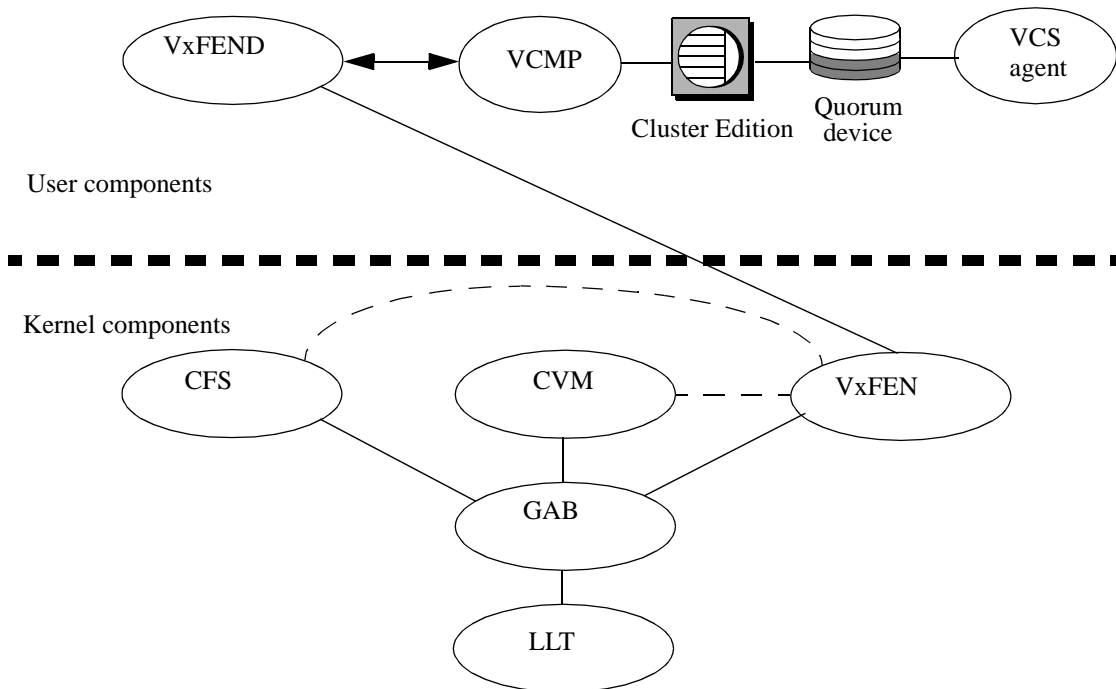 VxFEND
VCMP
VCS
agent
Cluster Edition
Quorum
device
User components
Kernel components
CFS
CVM
VxFEN
GAB
LLT